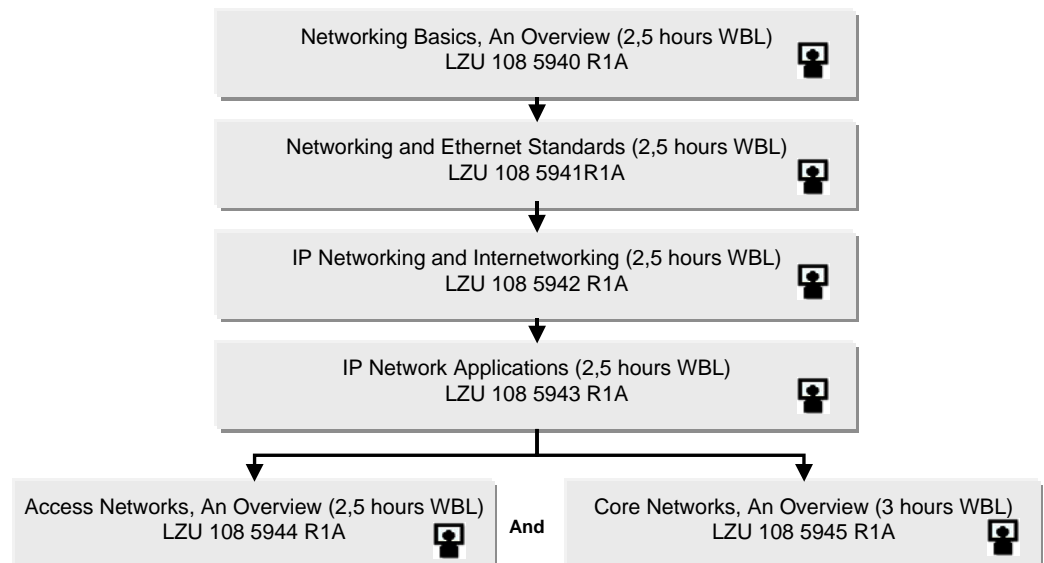 Networking Basics, An Overview (2,5 hours WBL)
LZU 108 5940 R1A
Networking and Ethernet Standards (2,5 hours WBL)
LZU 108 5941R1A
IP Networking and Internetworking (2,5 hours WBL)
LZU 108 5942 R1A
IP Network Applications (2,5 hours WBL)
LZU 108 5943 R1A
Access Networks, An Overview (2,5 hours WBL)
LZU 108 5944 R1A
And
Core Networks, An Overview (3 hours WBL)
LZU 108 5945 R1A